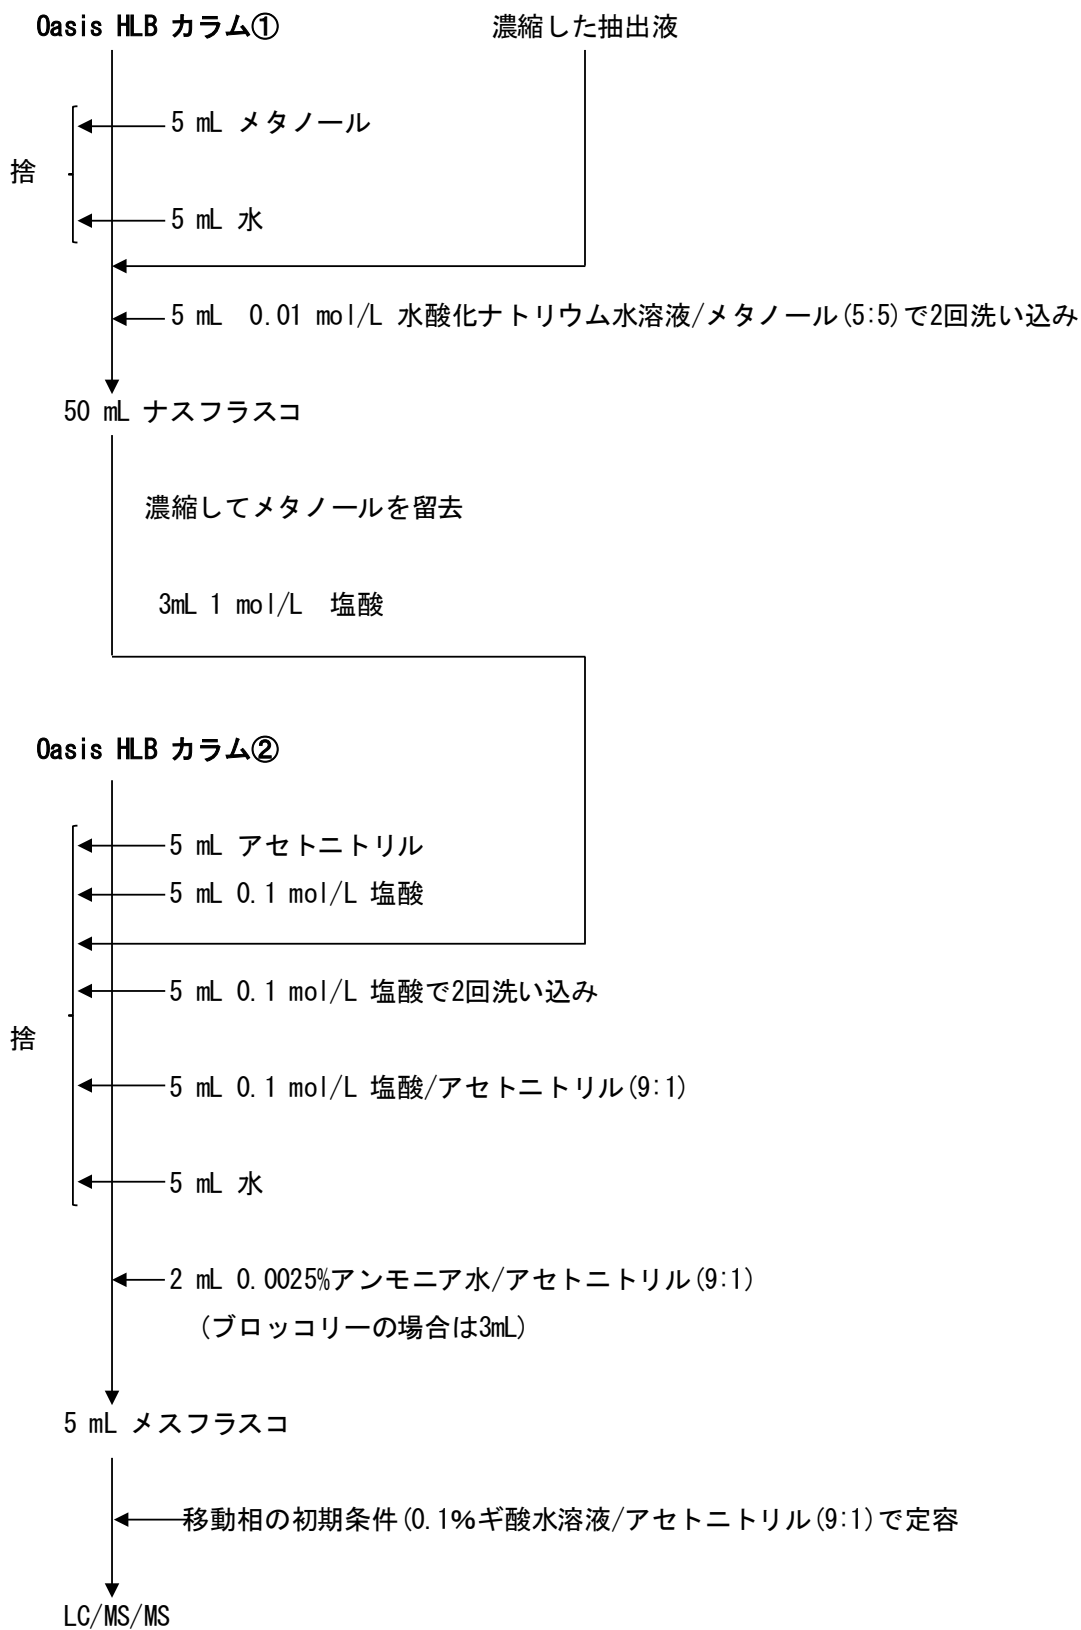 Oasis HLB カラム①
濃縮した抽出液
5 mL メタノール
捨
5 mL 水
5 mL 0.01 mol/L 水酸化ナトリウム水溶液/メタノール(5:5)で2回洗い込み
50 mL ナスフラスコ
濃縮してメタノールを留去
3mL 1 mol/L 塩酸
Oasis HLB カラム②
5 mL アセトニトリル
5 mL 0.1 mol/L 塩酸
5 mL 0.1 mol/L 塩酸で2回洗い込み
捨
5 mL 0.1 mol/L 塩酸/アセトニトリル(9:1)
5 mL 水
2 mL 0.0025%アンモニア水/アセトニトリル(9:1)
(ブロッコリーの場合は3mL)
5 mL メスフラスコ
移動相の初期条件(0.1%ギ酸水溶液/アセトニトリル(9:1)で定容
LC/MS/MS